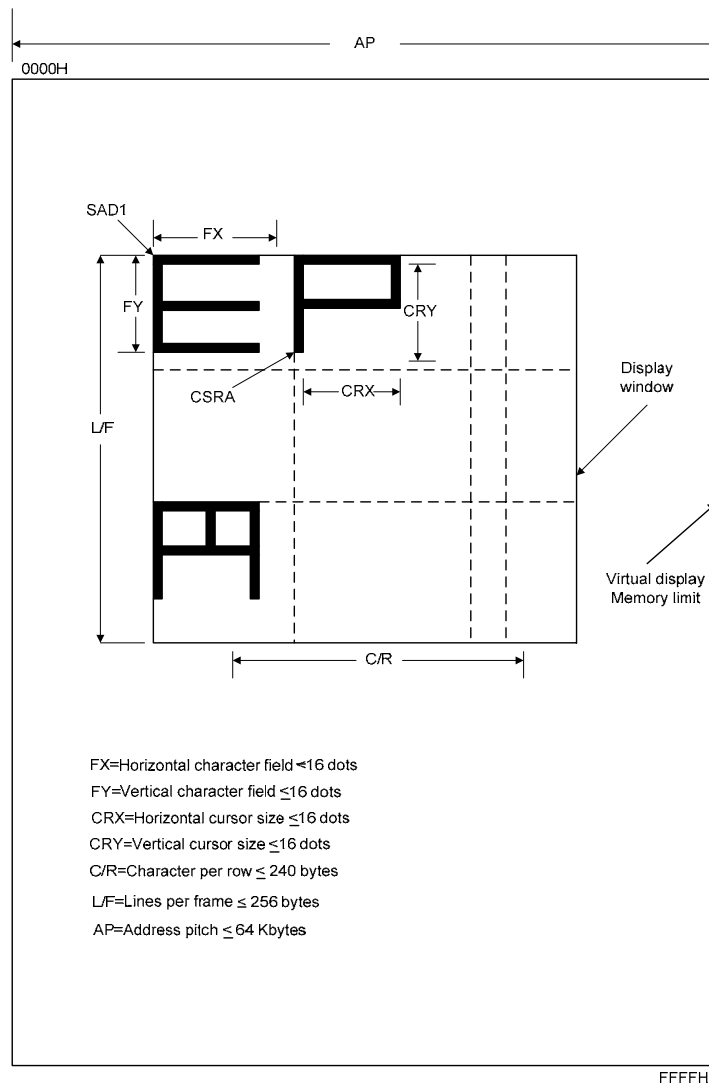 AP
0000H
SAD1
FX
FY
CRY
CSRA
CRX
Display
window
L/F
Virtual display
Memory limit
C/R
FX=Horizontal character field ≤16 dots
FY=Vertical character field ≤16 dots
CRX=Horizontal cursor size ≤16 dots
CRY=Vertical cursor size ≤16 dots
C/R=Character per row ≤ 240 bytes
L/F=Lines per frame ≤ 256 bytes
AP=Address pitch ≤ 64 Kbytes
FFFFH